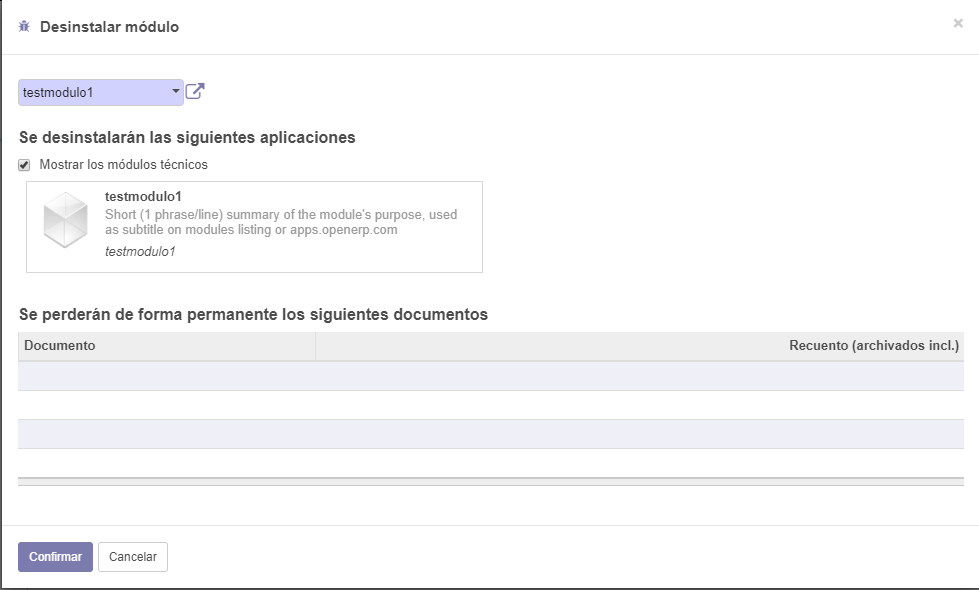 Desinstalar módulo
testmodulo1
Se desinstalarán las siguientes aplicaciones
Mostrar los módulos técnicos
testmodulo1
Short (1 phrase/line) summary of the module's purpose, used
as subtitle on modules listing or apps.openerp.com
testmodulo1
Se perderán de forma permanente los siguientes documentos
Documento Recuento (archivados incl.)
Confirmar Cancelar